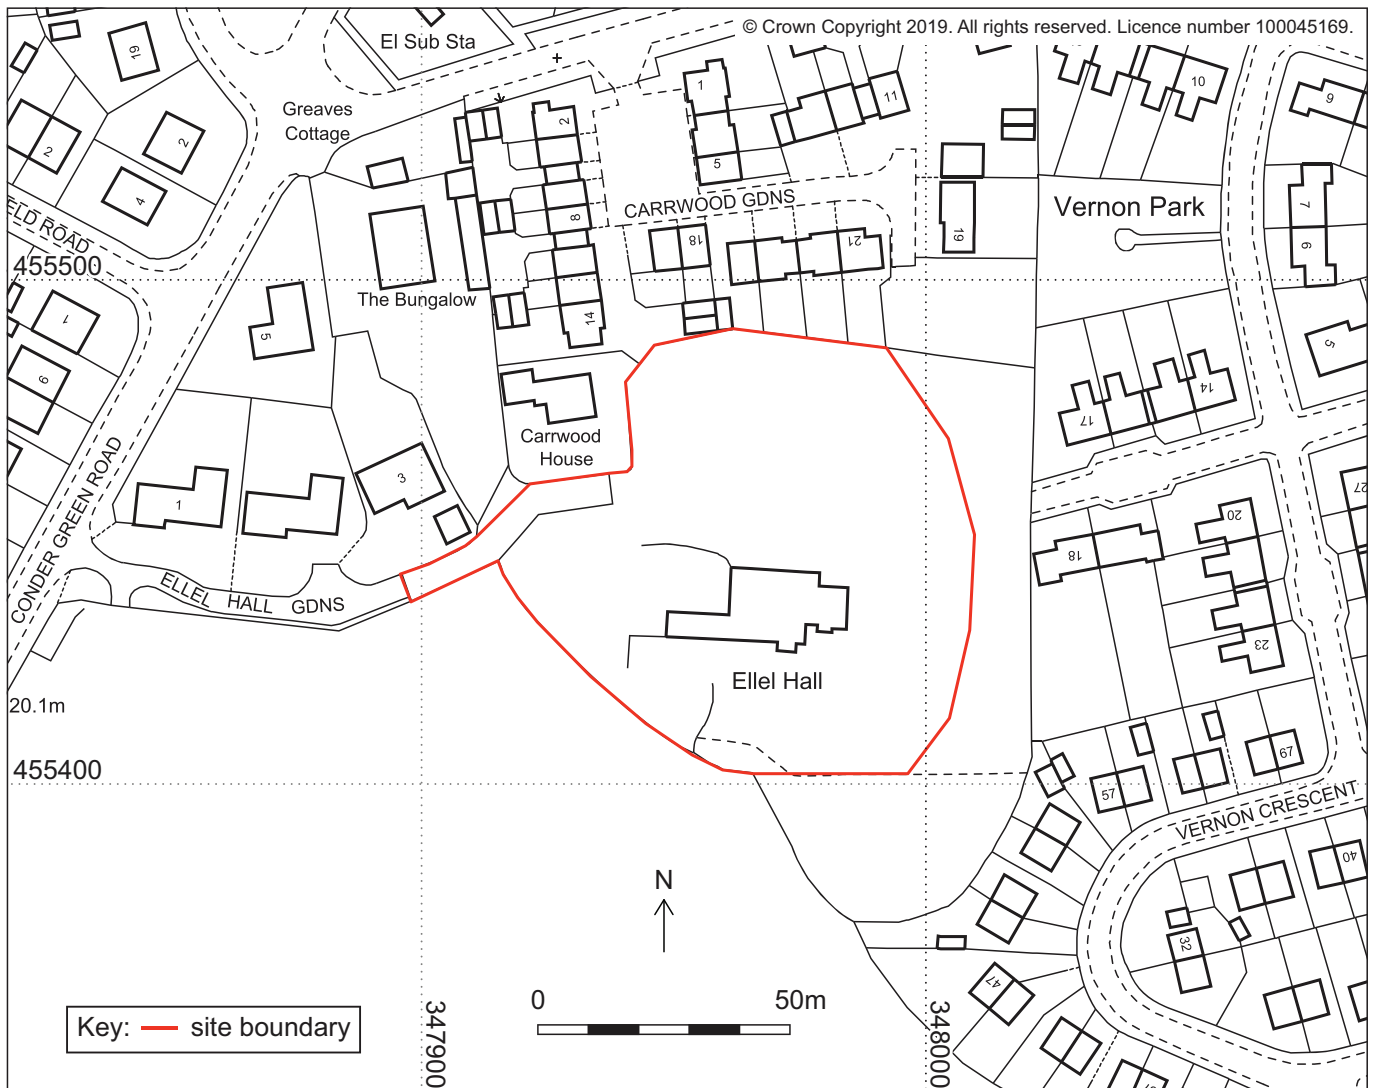 © Crown Copyright 2019. All rights reserved. Licence number 100045169.
El Sub Sta
19
Greaves
Cottage
2
2
4
2
1
5
11
10
9
ELD ROAD
CARRWOOD GDNS
8
18
21
19
Vernon Park
7
6
455500
The Bungalow
1
5
14
5
9
17
14
Carrwood
House
3
1
CONDER GREEN ROAD
ELLEL HALL GDNS
27
20
18
23
Ellel Hall
20.1m
67
57
455400
VERNON CRESCENT
40
N
32
47
0
50m
347900
348000
Key:
site boundary